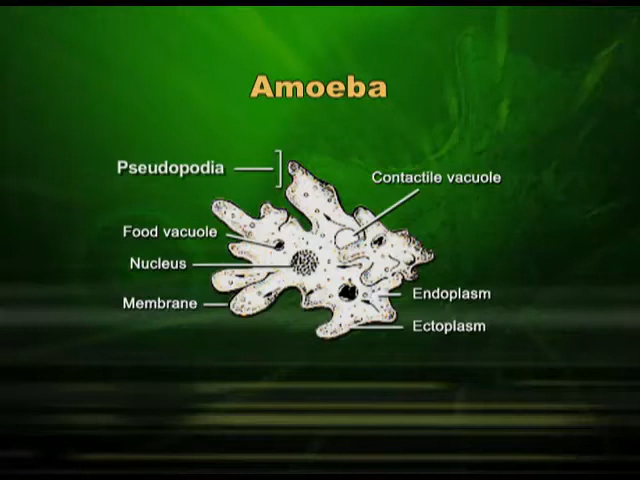 Amoeba
Pseudopodia
Contactile vacuole
Food vacuole
Nucleus
Membrane
Endoplasm
Ectoplasm